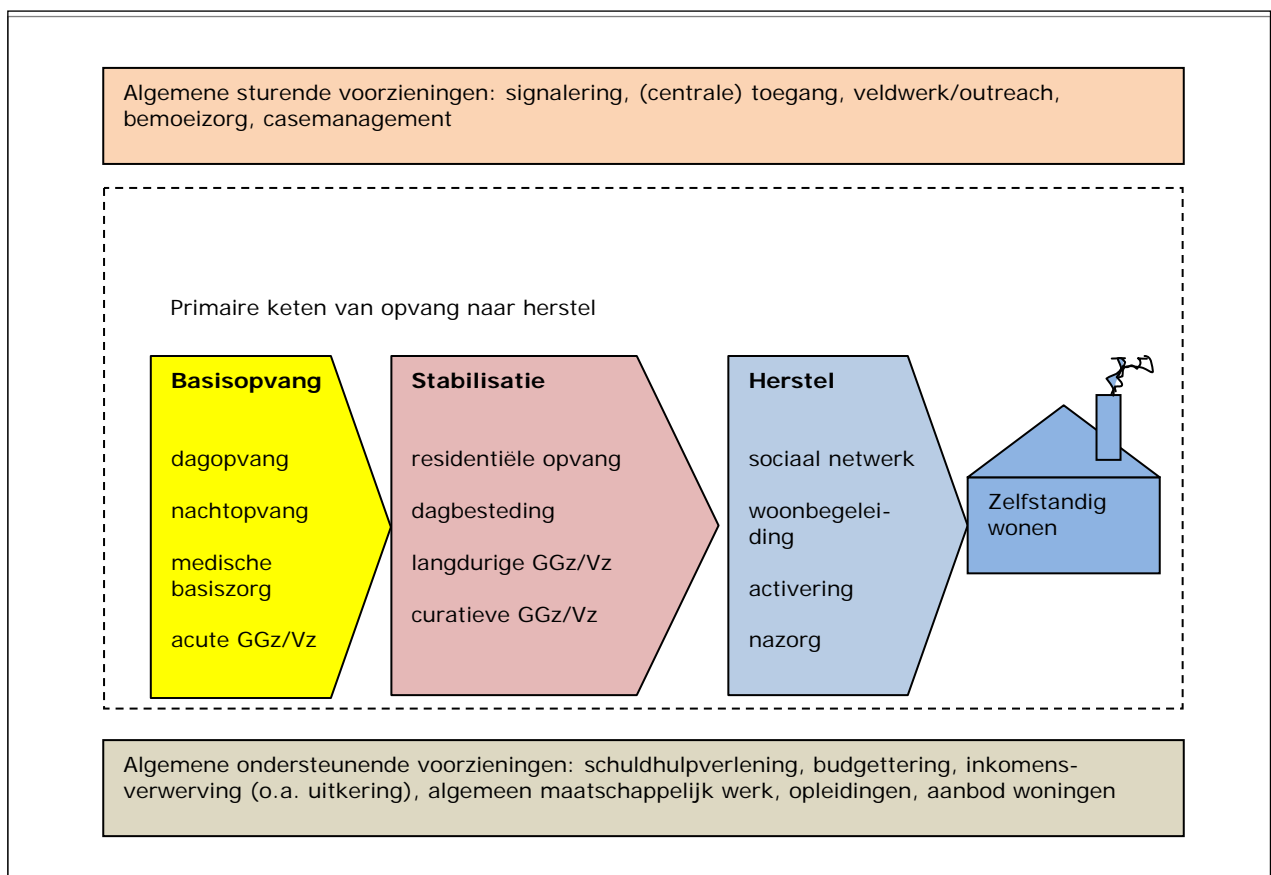 Algemene sturende voorzieningen: signalering, (centrale) toegang, veldwerk/outreach,
bemoeizorg, casemanagement
Primaire keten van opvang naar herstel
Basisopvang
dagopvang
nachtopvang
medische
basiszorg
acute GGz/Vz
Stabilisatie
residentiële opvang
dagbesteding
langdurige GGz/Vz
curatieve GGz/Vz
Herstel
sociaal netwerk
woonbegelei-
ding
activering
nazorg
Zelfstandig
wonen
Algemene ondersteunende voorzieningen: schuldhulpverlening, budgettering, inkomens-
verwerving (o.a. uitkering), algemeen maatschappelijk werk, opleidingen, aanbod woningen